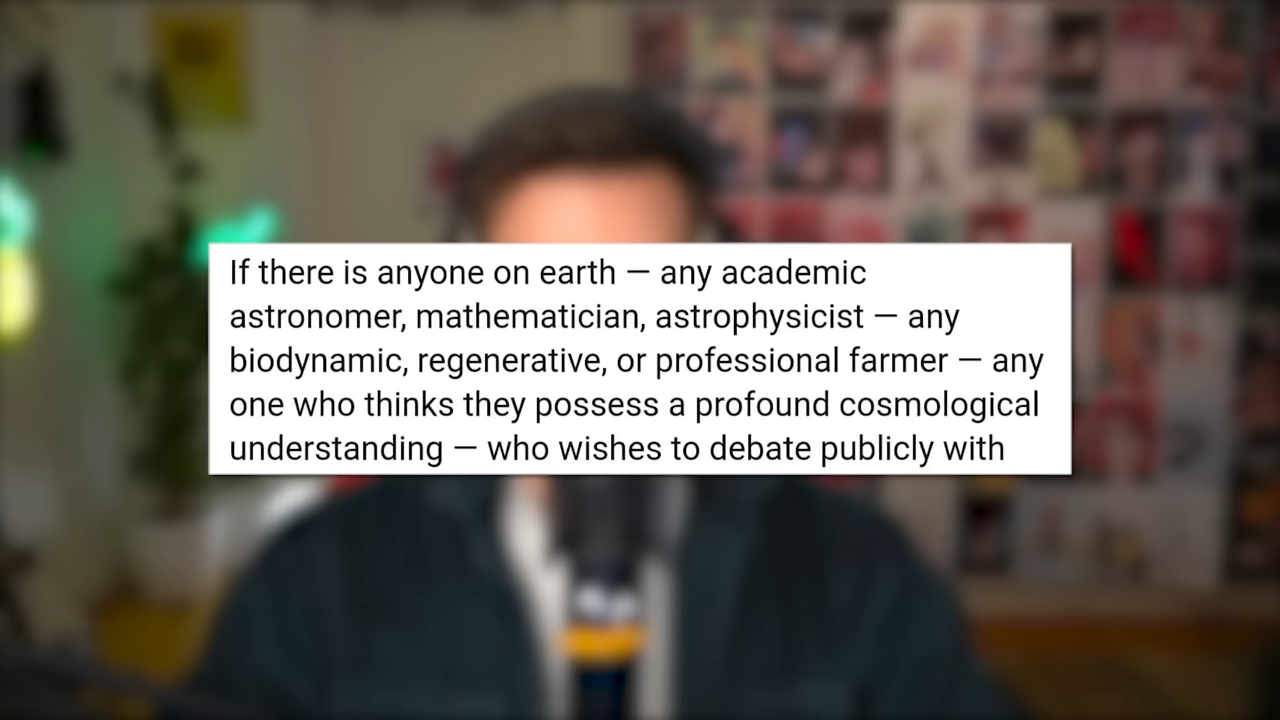 If there is anyone on earth — any academic
astronomer, mathematician, astrophysicist — any
biodynamic, regenerative, or professional farmer — any
one who thinks they possess a profound cosmological
understanding — who wishes to debate publicly with